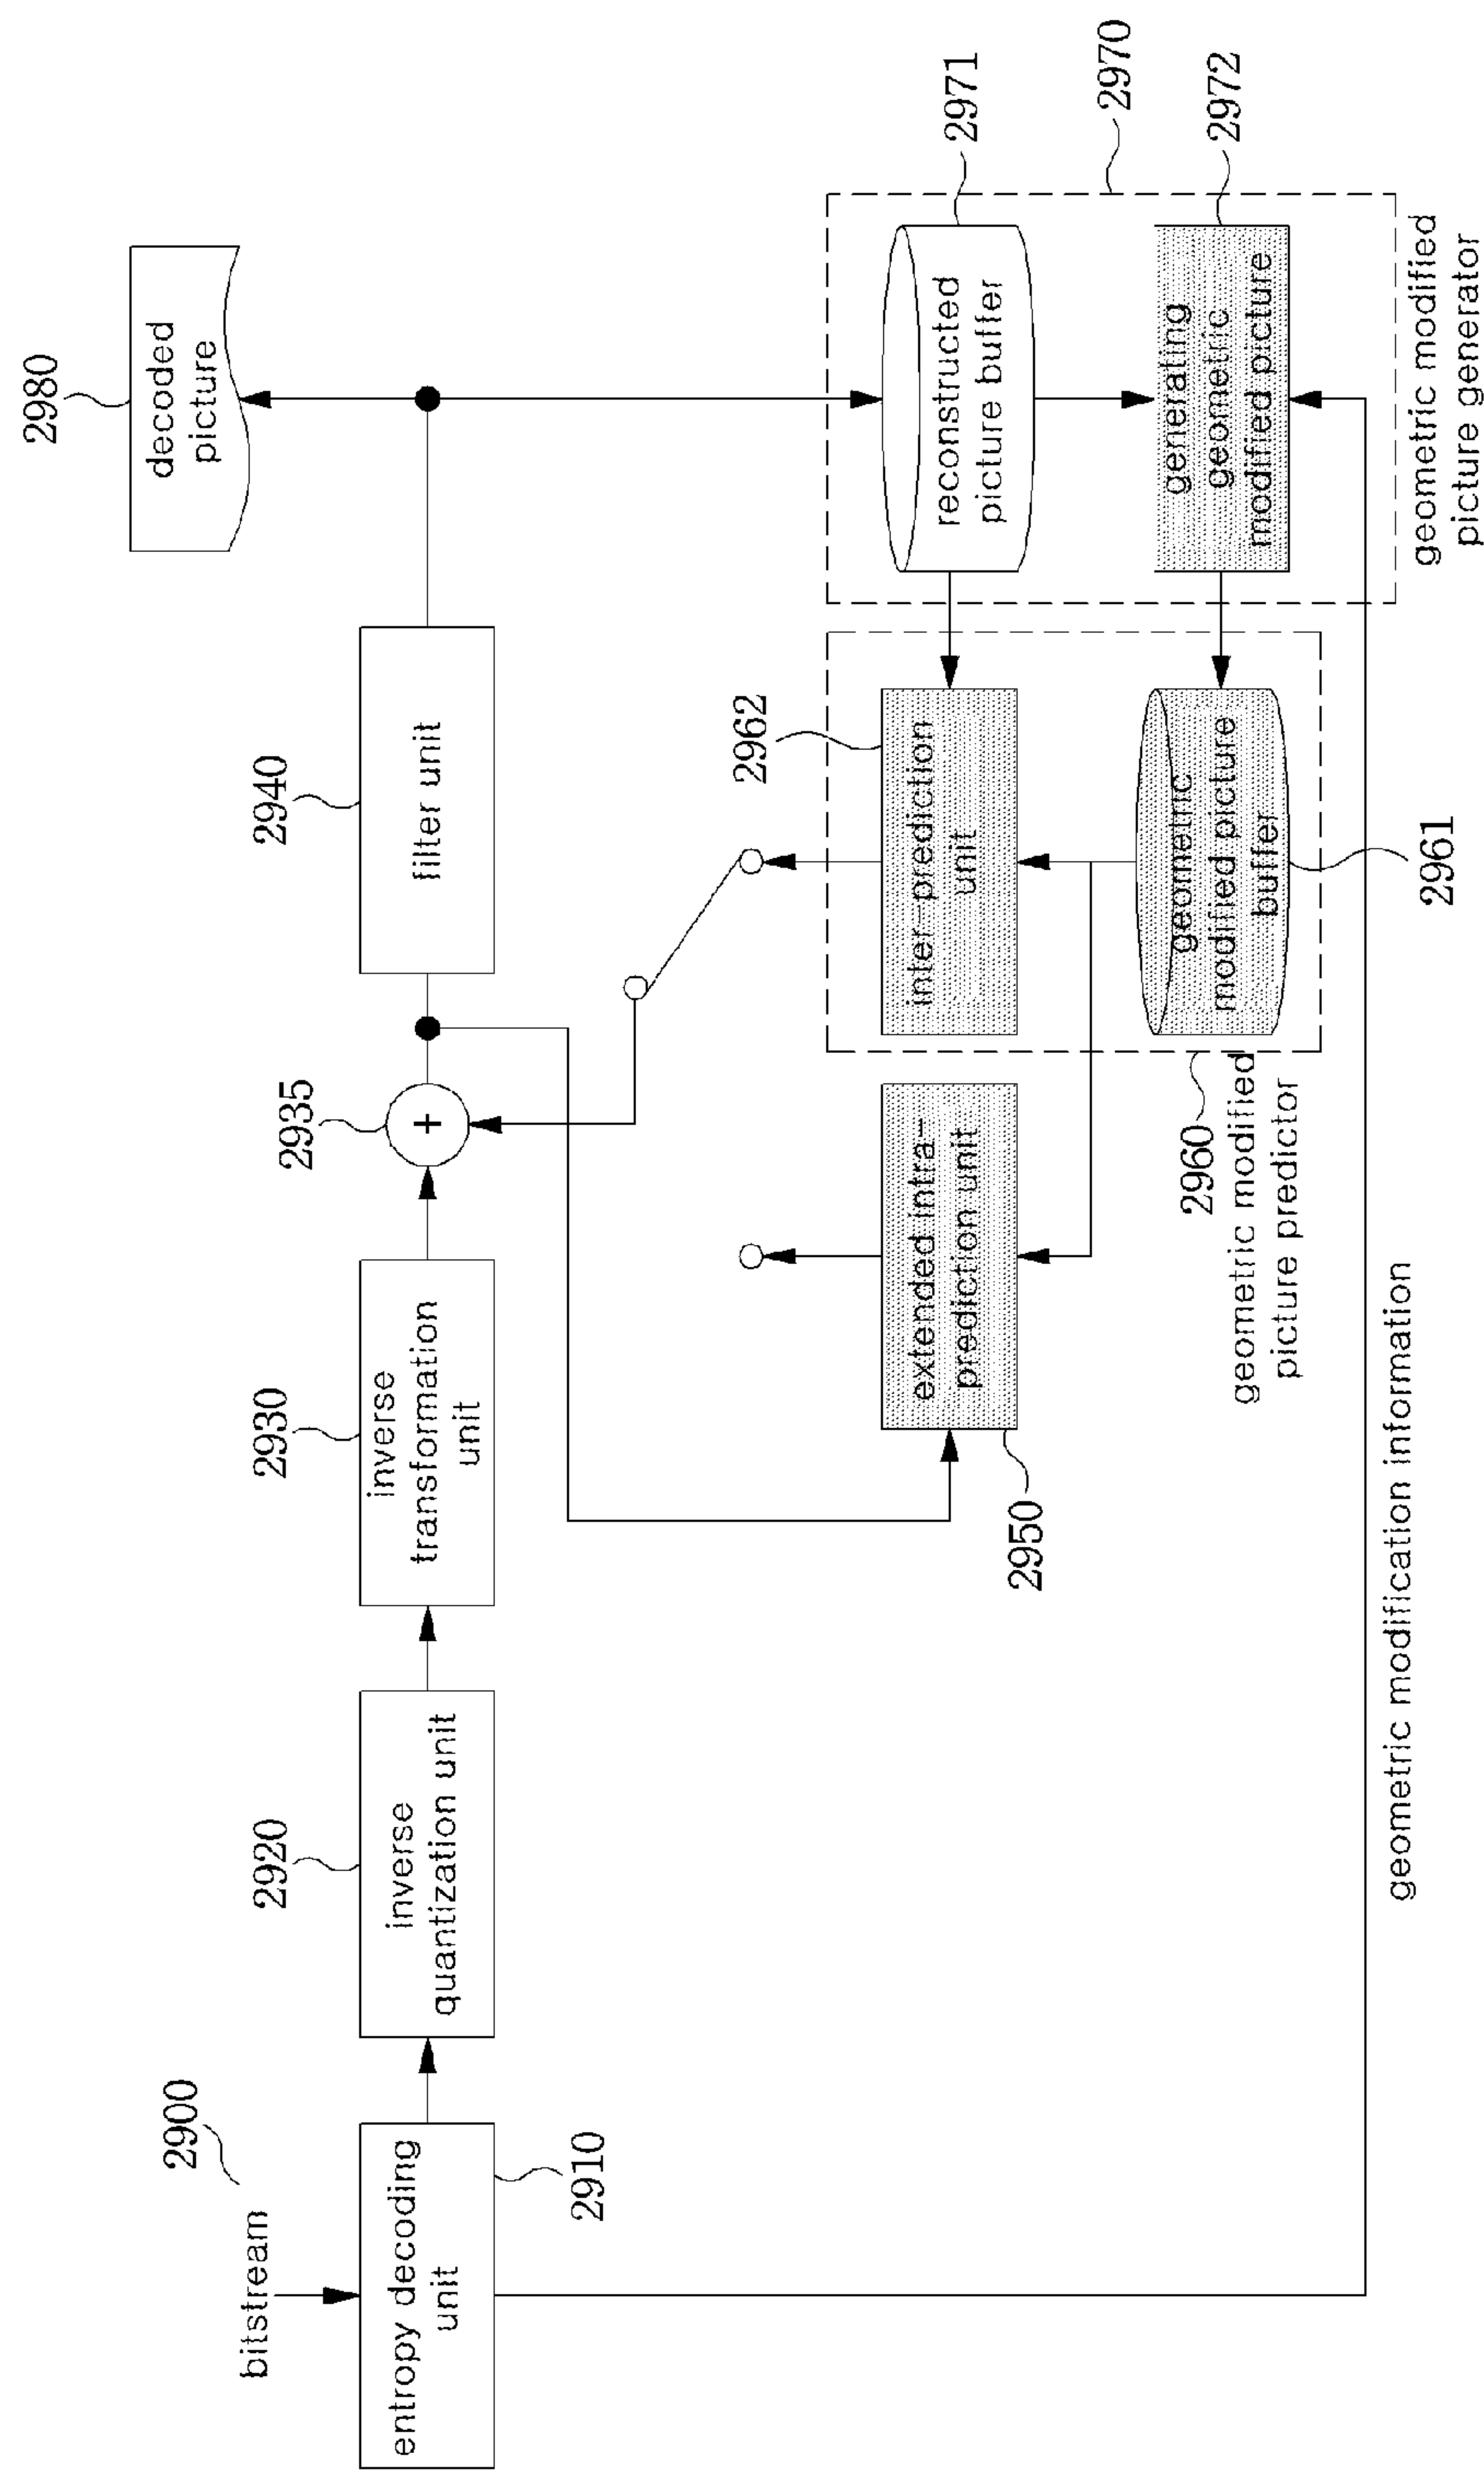 2980
decoded
picture
2900
bitstream
2910
entropy decoding
unit
2920
inverse
quantization unit
2930
inverse
transformation
unit
2935
+
2940
filter unit
2950
extended intra-
prediction unit
2962
inter-prediction
unit
2971
reconstructed
picture buffer
2961
geometric
modified picture
buffer
2972
generating
geometric
modified picture
2960
geometric modified
picture predictor
2970
geometric modified
picture generator
geometric modification information